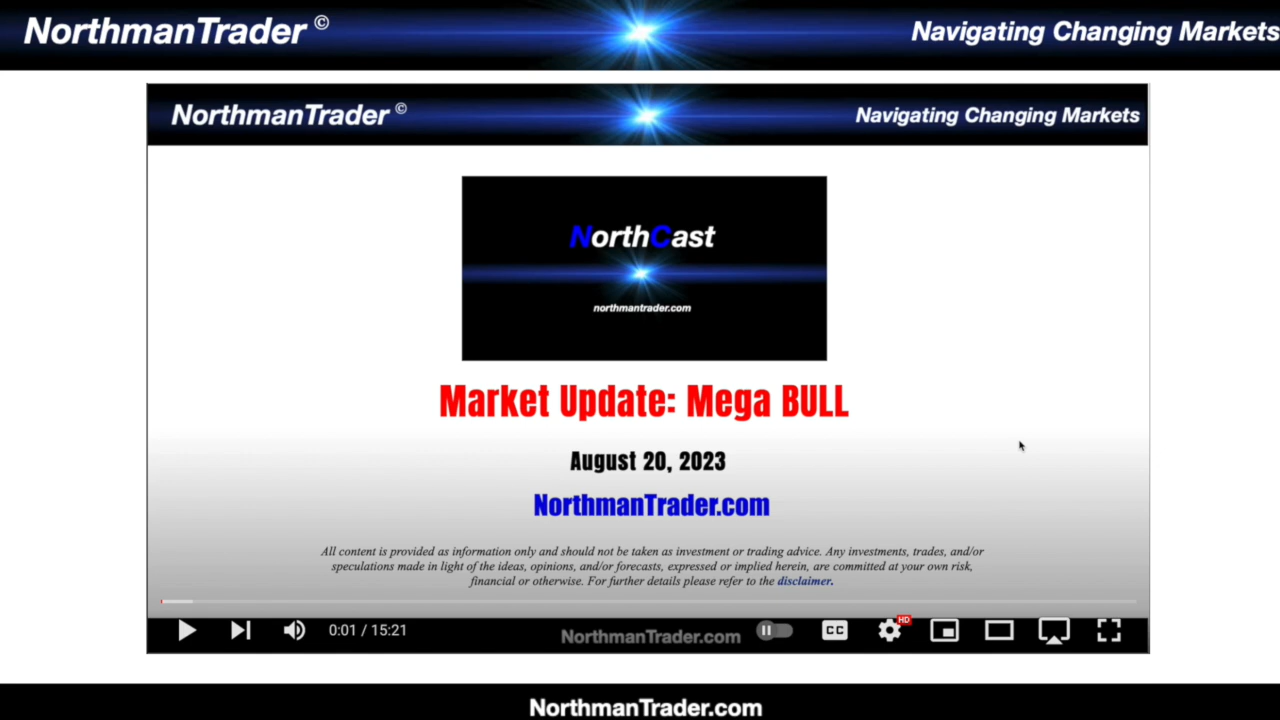 NorthmanTrader © Navigating Changing Markets
NorthmanTrader © Navigating Changing Markets
NorthCast
northmantrader.com
Market Update: Mega BULL
August 20, 2023
NorthmanTrader.com
All content is provided as information only and should not be taken as investment or trading advice. Any investments, trades, and/or
speculations made in light of the ideas, opinions, and/or forecasts, expressed or implied herein, are committed at your own risk,
financial or otherwise. For further details please refer to the disclaimer.
0:01 / 15:21 NorthmanTrader.com CC HD
NorthmanTrader.com